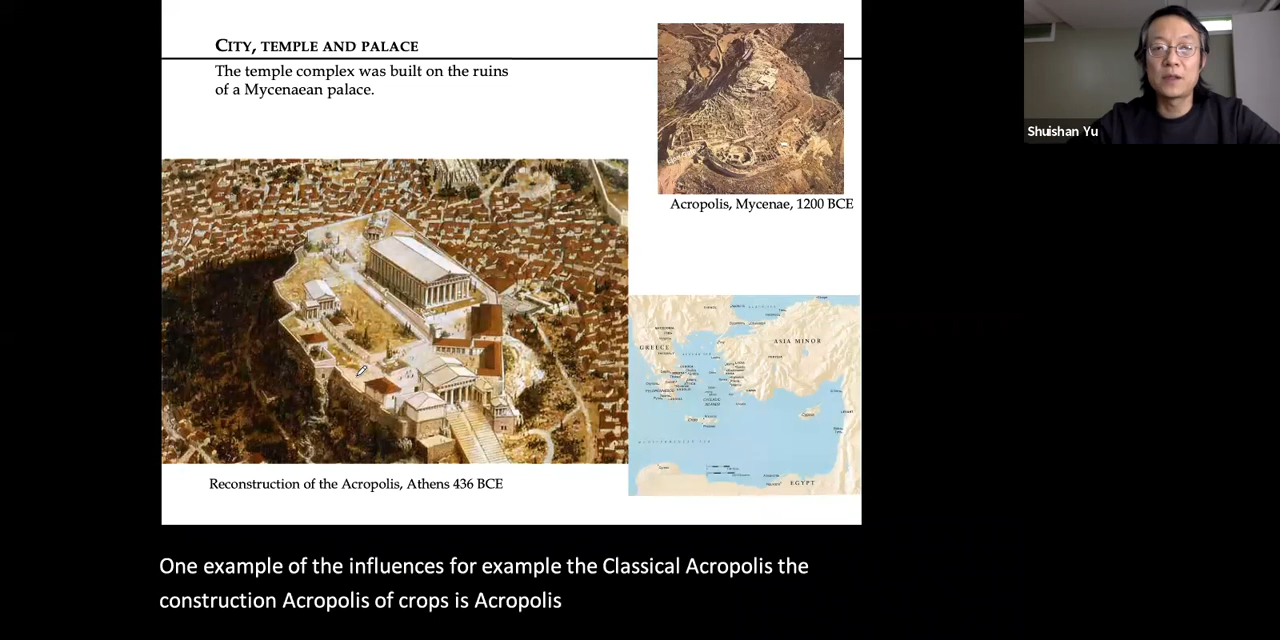 CITY, TEMPLE AND PALACE
The temple complex was built on the ruins
of a Mycenaean palace.
Acropolis, Mycenae, 1200 BCE
Shuishan Yu
GREECE
ASIA MINOR
EGYPT
Reconstruction of the Acropolis, Athens 436 BCE
One example of the influences for example the Classical Acropolis the
construction Acropolis of crops is Acropolis